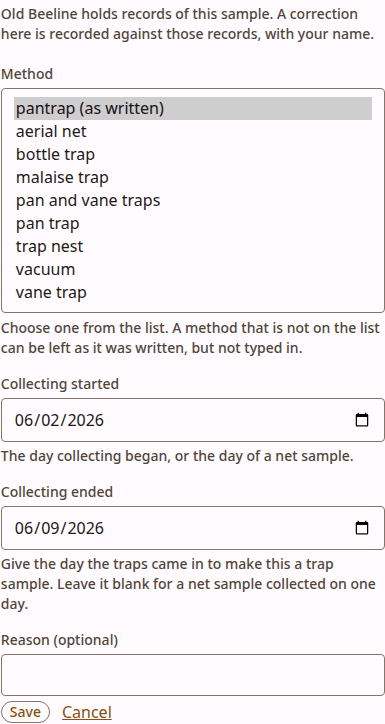 Old Beeline holds records of this sample. A correction
here is recorded against those records, with your name.
Method
pantrap (as written)
aerial net
bottle trap
malaise trap
pan and vane traps
pan trap
trap nest
vacuum
vane trap
Choose one from the list. A method that is not on the list
can be left as it was written, but not typed in.
Collecting started
06/02/2026
The day collecting began, or the day of a net sample.
Collecting ended
06/09/2026
Give the day the traps came in to make this a trap
sample. Leave it blank for a net sample collected on one
day.
Reason (optional)
Save Cancel